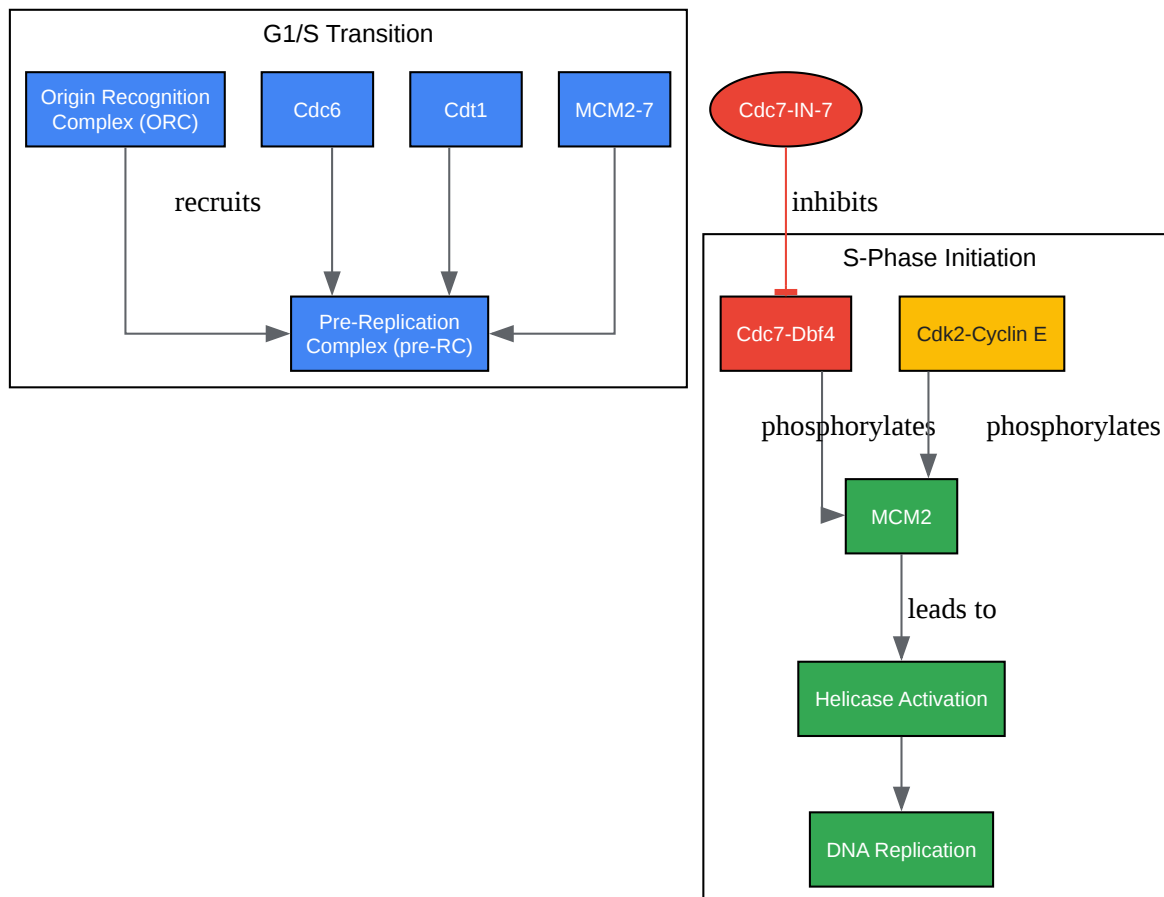 G1/S Transition
Origin Recognition
Complex (ORC)
Cdc6
Cdt1
MCM2-7
Cdc7-IN-7
recruits
inhibits
Pre-Replication
Complex (pre-RC)
S-Phase Initiation
Cdc7-Dbf4
Cdk2-Cyclin E
phosphorylates
phosphorylates
MCM2
leads to
Helicase Activation
DNA Replication